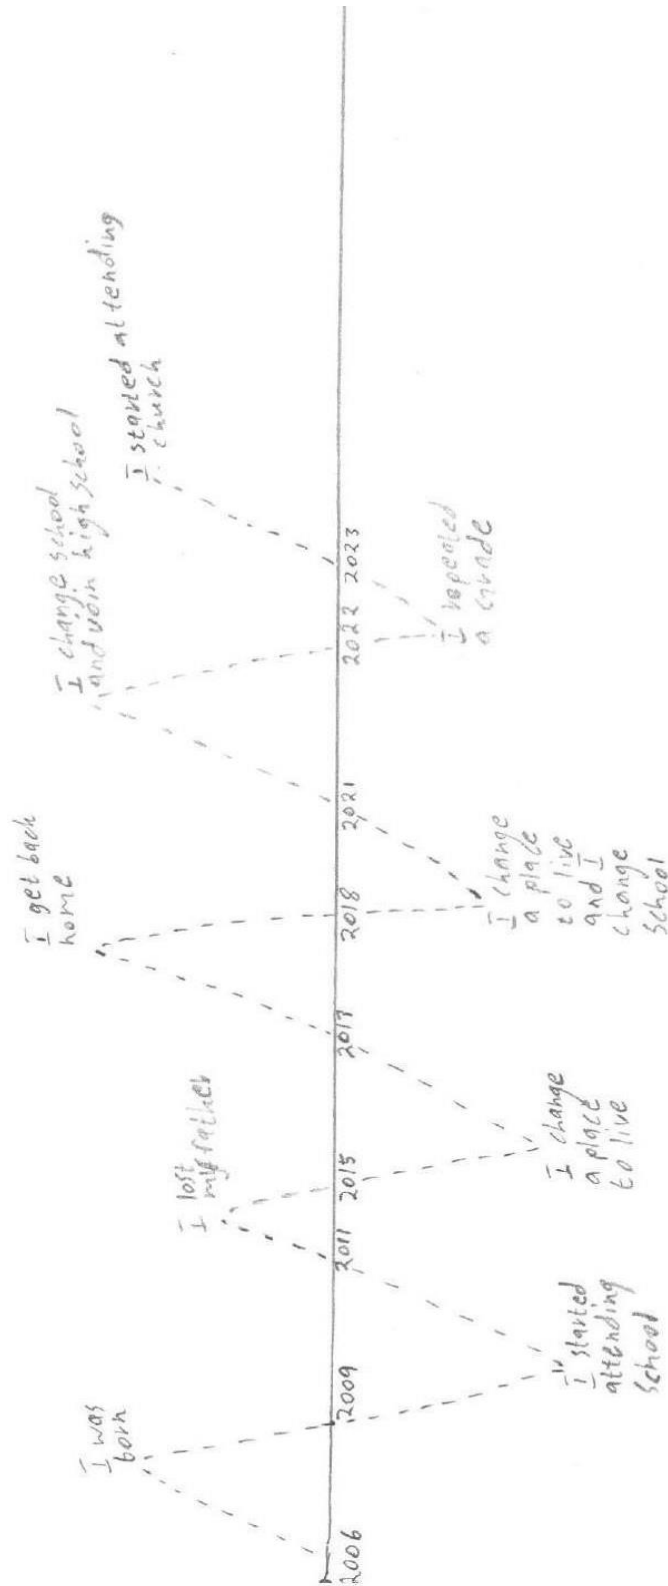 I was
born
I lost
my father
I get back
home
I change school
and voin high school
I started attending
church
2006
2009
2011
2015
2017
2018
2021
2022
2023
I started
attending
school
I change
a place
to live
I change
a place
to live
and I
change
school
I repeated
a Grade